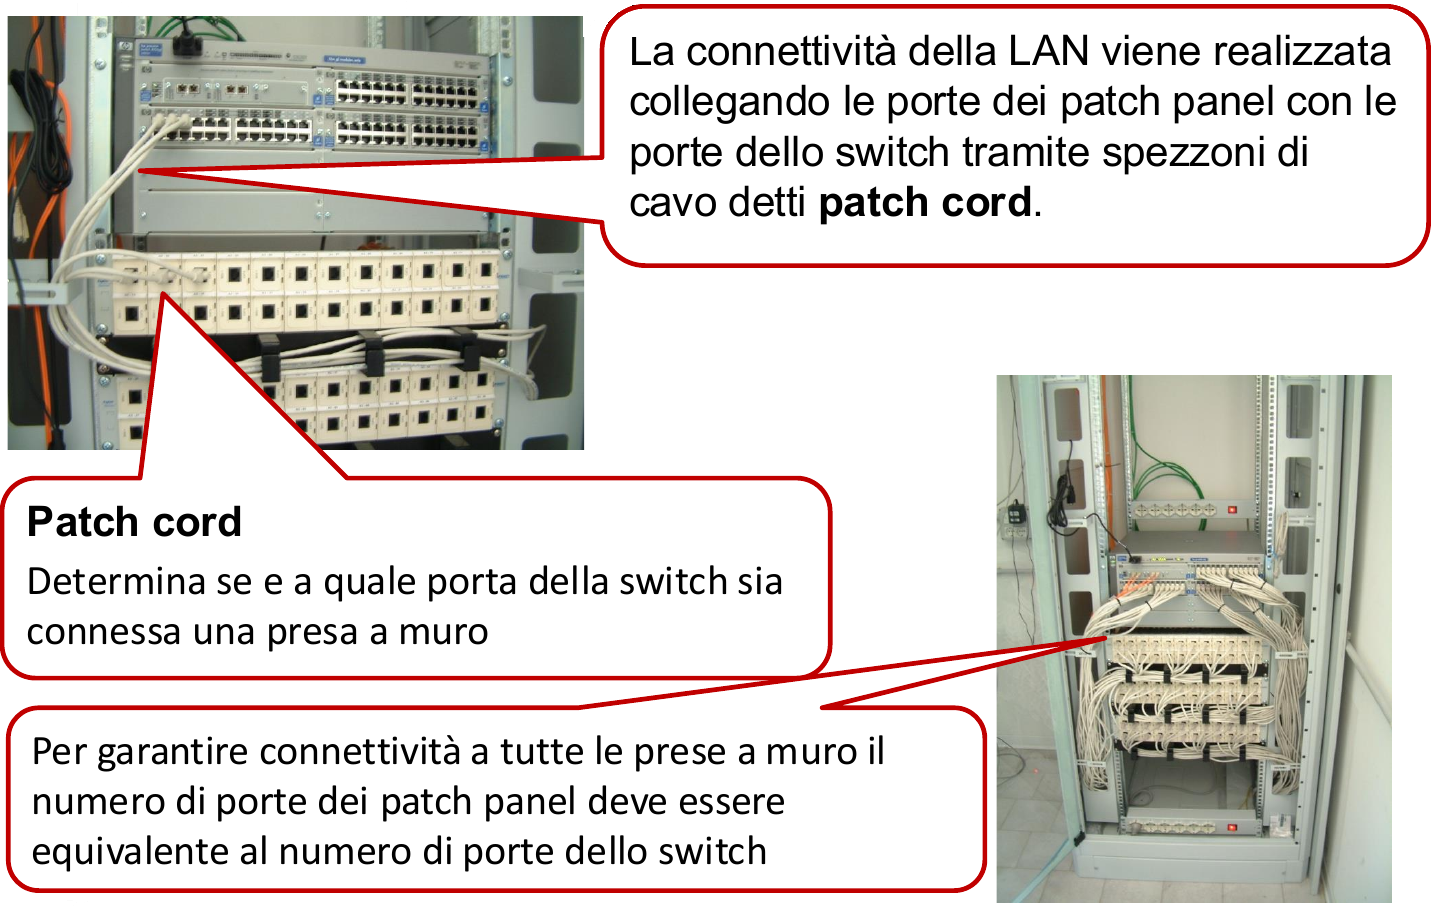 La connettività della LAN viene realizzata
collegando le porte dei patch panel con le
porte dello switch tramite spezzoni di
cavo detti patch cord.
Patch cord
Determina se e a quale porta della switch sia
connessa una presa a muro
Per garantire connettività a tutte le prese a muro il
numero di porte dei patch panel deve essere
equivalente al numero di porte dello switch